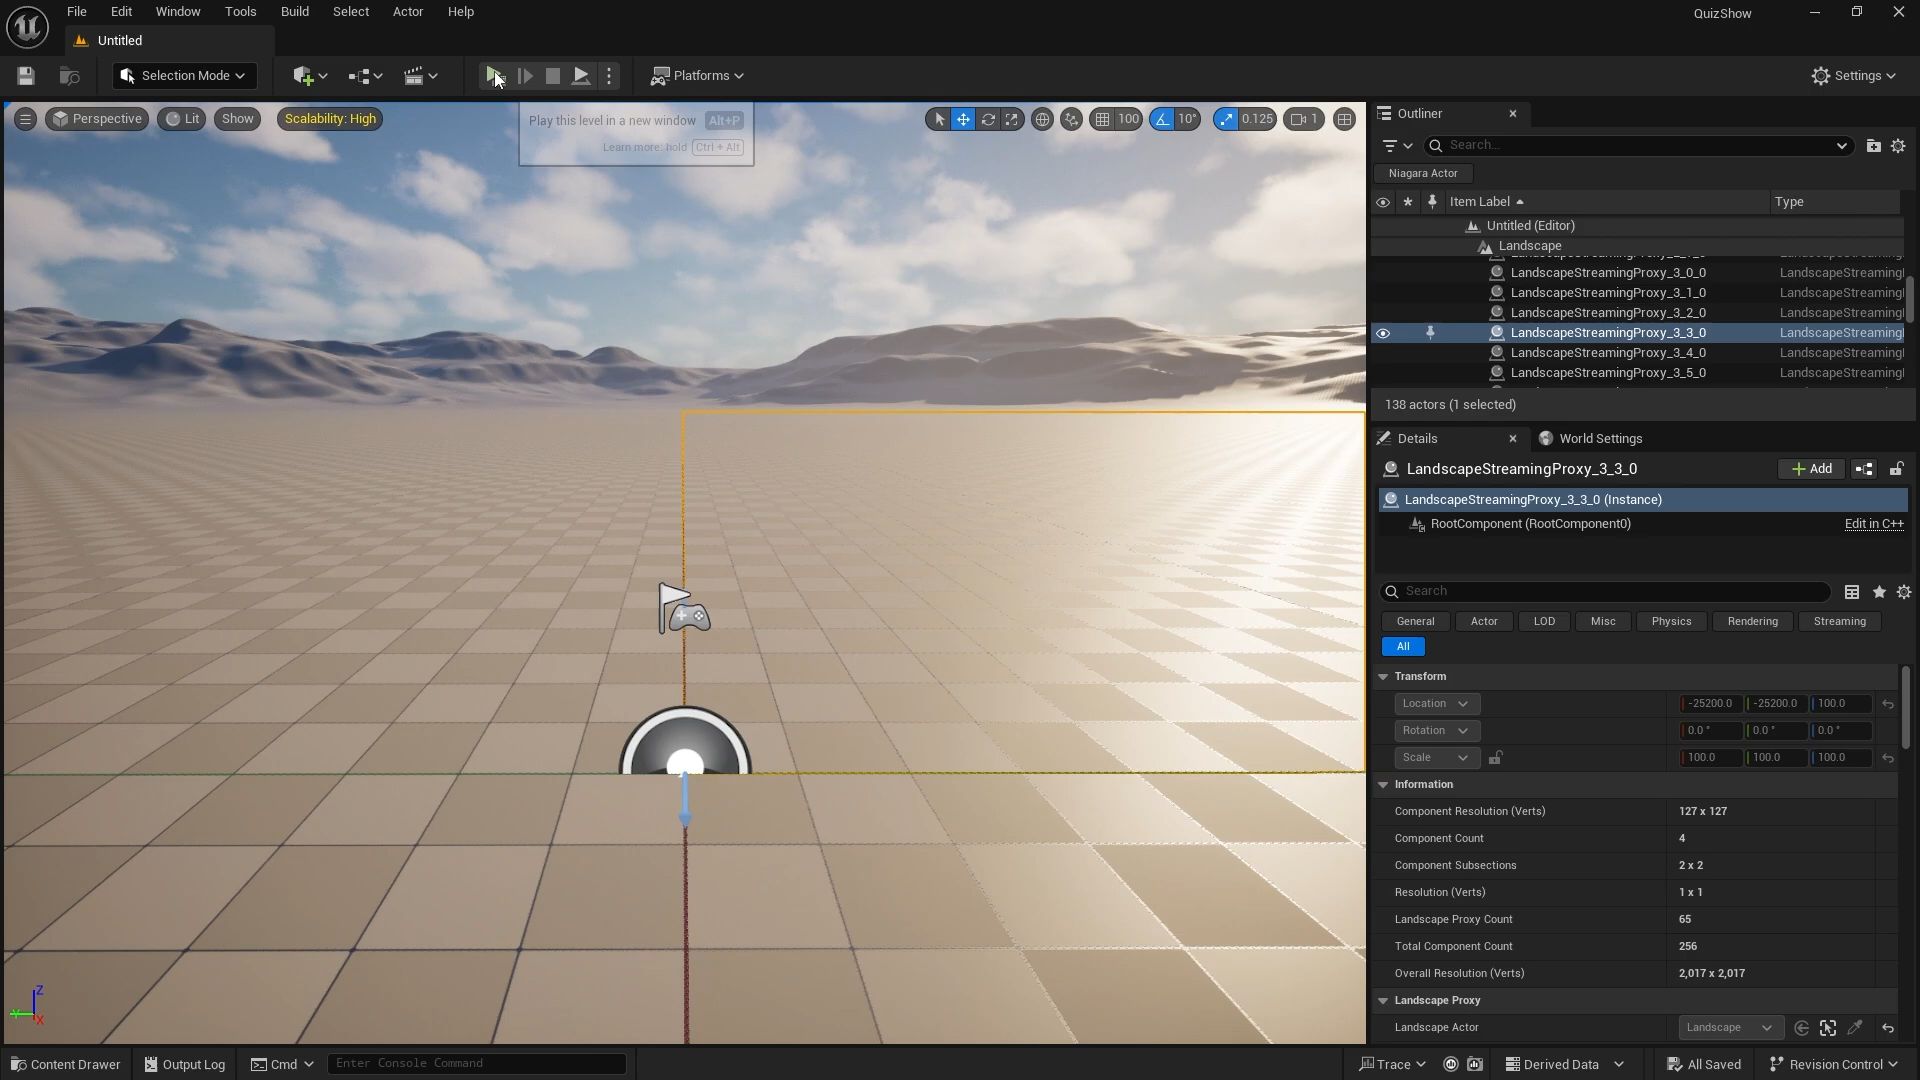 File Edit Window Tools Build Select Actor Help
QuizShow
Untitled
Selection Mode
Platforms
Settings
Perspective Lit Show Scalability: High
Play this level in a new window Alt+P
Learn more: hold Ctrl + Alt
100 10° 0.125 1
Outliner
Search...
Niagara Actor
Item Label Type
Untitled (Editor)
Landscape
LandscapeStreamingProxy_3_0_0 LandscapeStreamingl
LandscapeStreamingProxy_3_1_0 LandscapeStreamingl
LandscapeStreamingProxy_3_2_0 LandscapeStreamingl
LandscapeStreamingProxy_3_3_0 LandscapeStreamingl
LandscapeStreamingProxy_3_4_0 LandscapeStreamingl
LandscapeStreamingProxy_3_5_0 LandscapeStreamingl
138 actors (1 selected)
Details World Settings
LandscapeStreamingProxy_3_3_0 Add
LandscapeStreamingProxy_3_3_0 (Instance)
RootComponent (RootComponent0) Edit in C++
Search
General Actor LOD Misc Physics Rendering Streaming
All
Transform
Location -25200.0 -25200.0 100.0
Rotation 0.0 ° 0.0 ° 0.0 °
Scale 100.0 100.0 100.0
Information
Component Resolution (Verts) 127 x 127
Component Count 4
Component Subsections 2 x 2
Resolution (Verts) 1 x 1
Landscape Proxy Count 65
Total Component Count 256
Overall Resolution (Verts) 2,017 x 2,017
Landscape Proxy
Landscape Actor Landscape
Z
Y X
Content Drawer Output Log Cmd Enter Console Command Trace Derived Data All Saved Revision Control